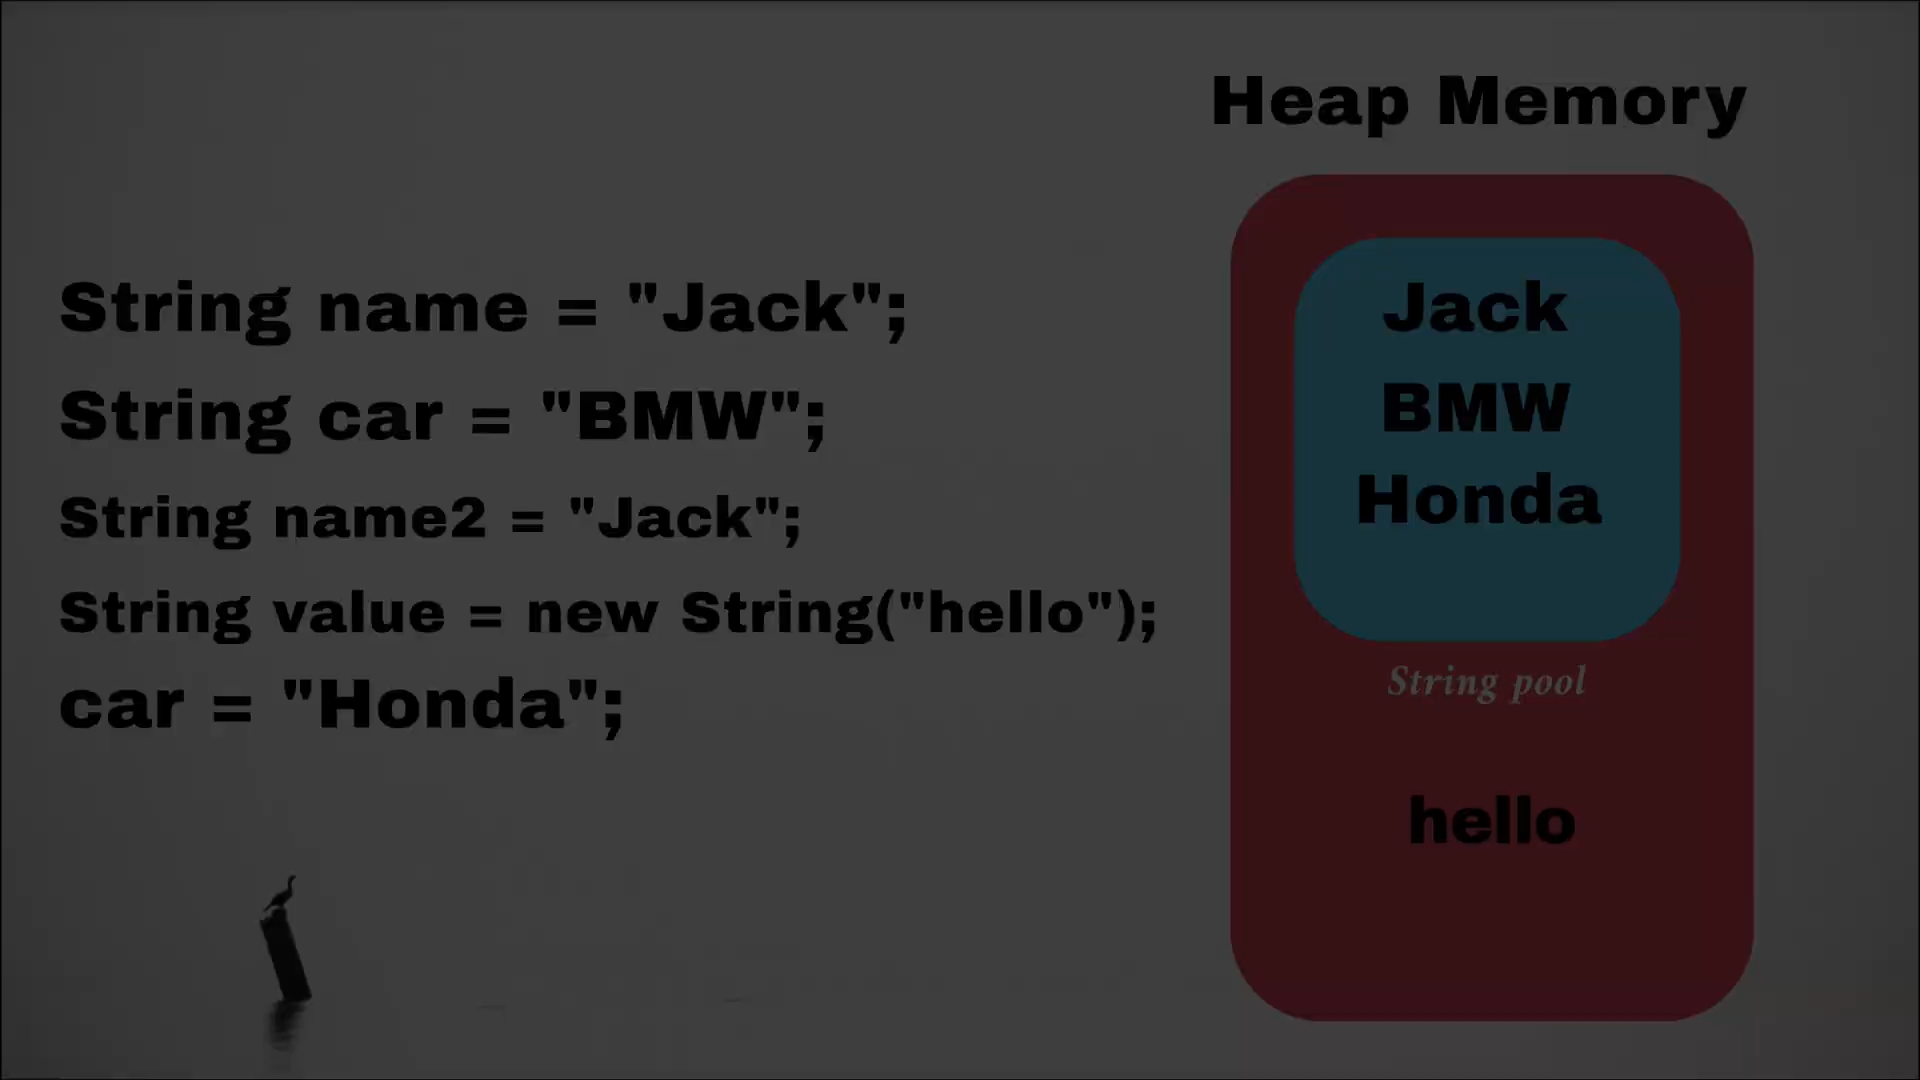 Heap Memory
String name = "Jack";
String car = "BMW";
String name2 = "Jack";
String value = new String("hello");
car = "Honda";
Jack
BMW
Honda
String pool
hello